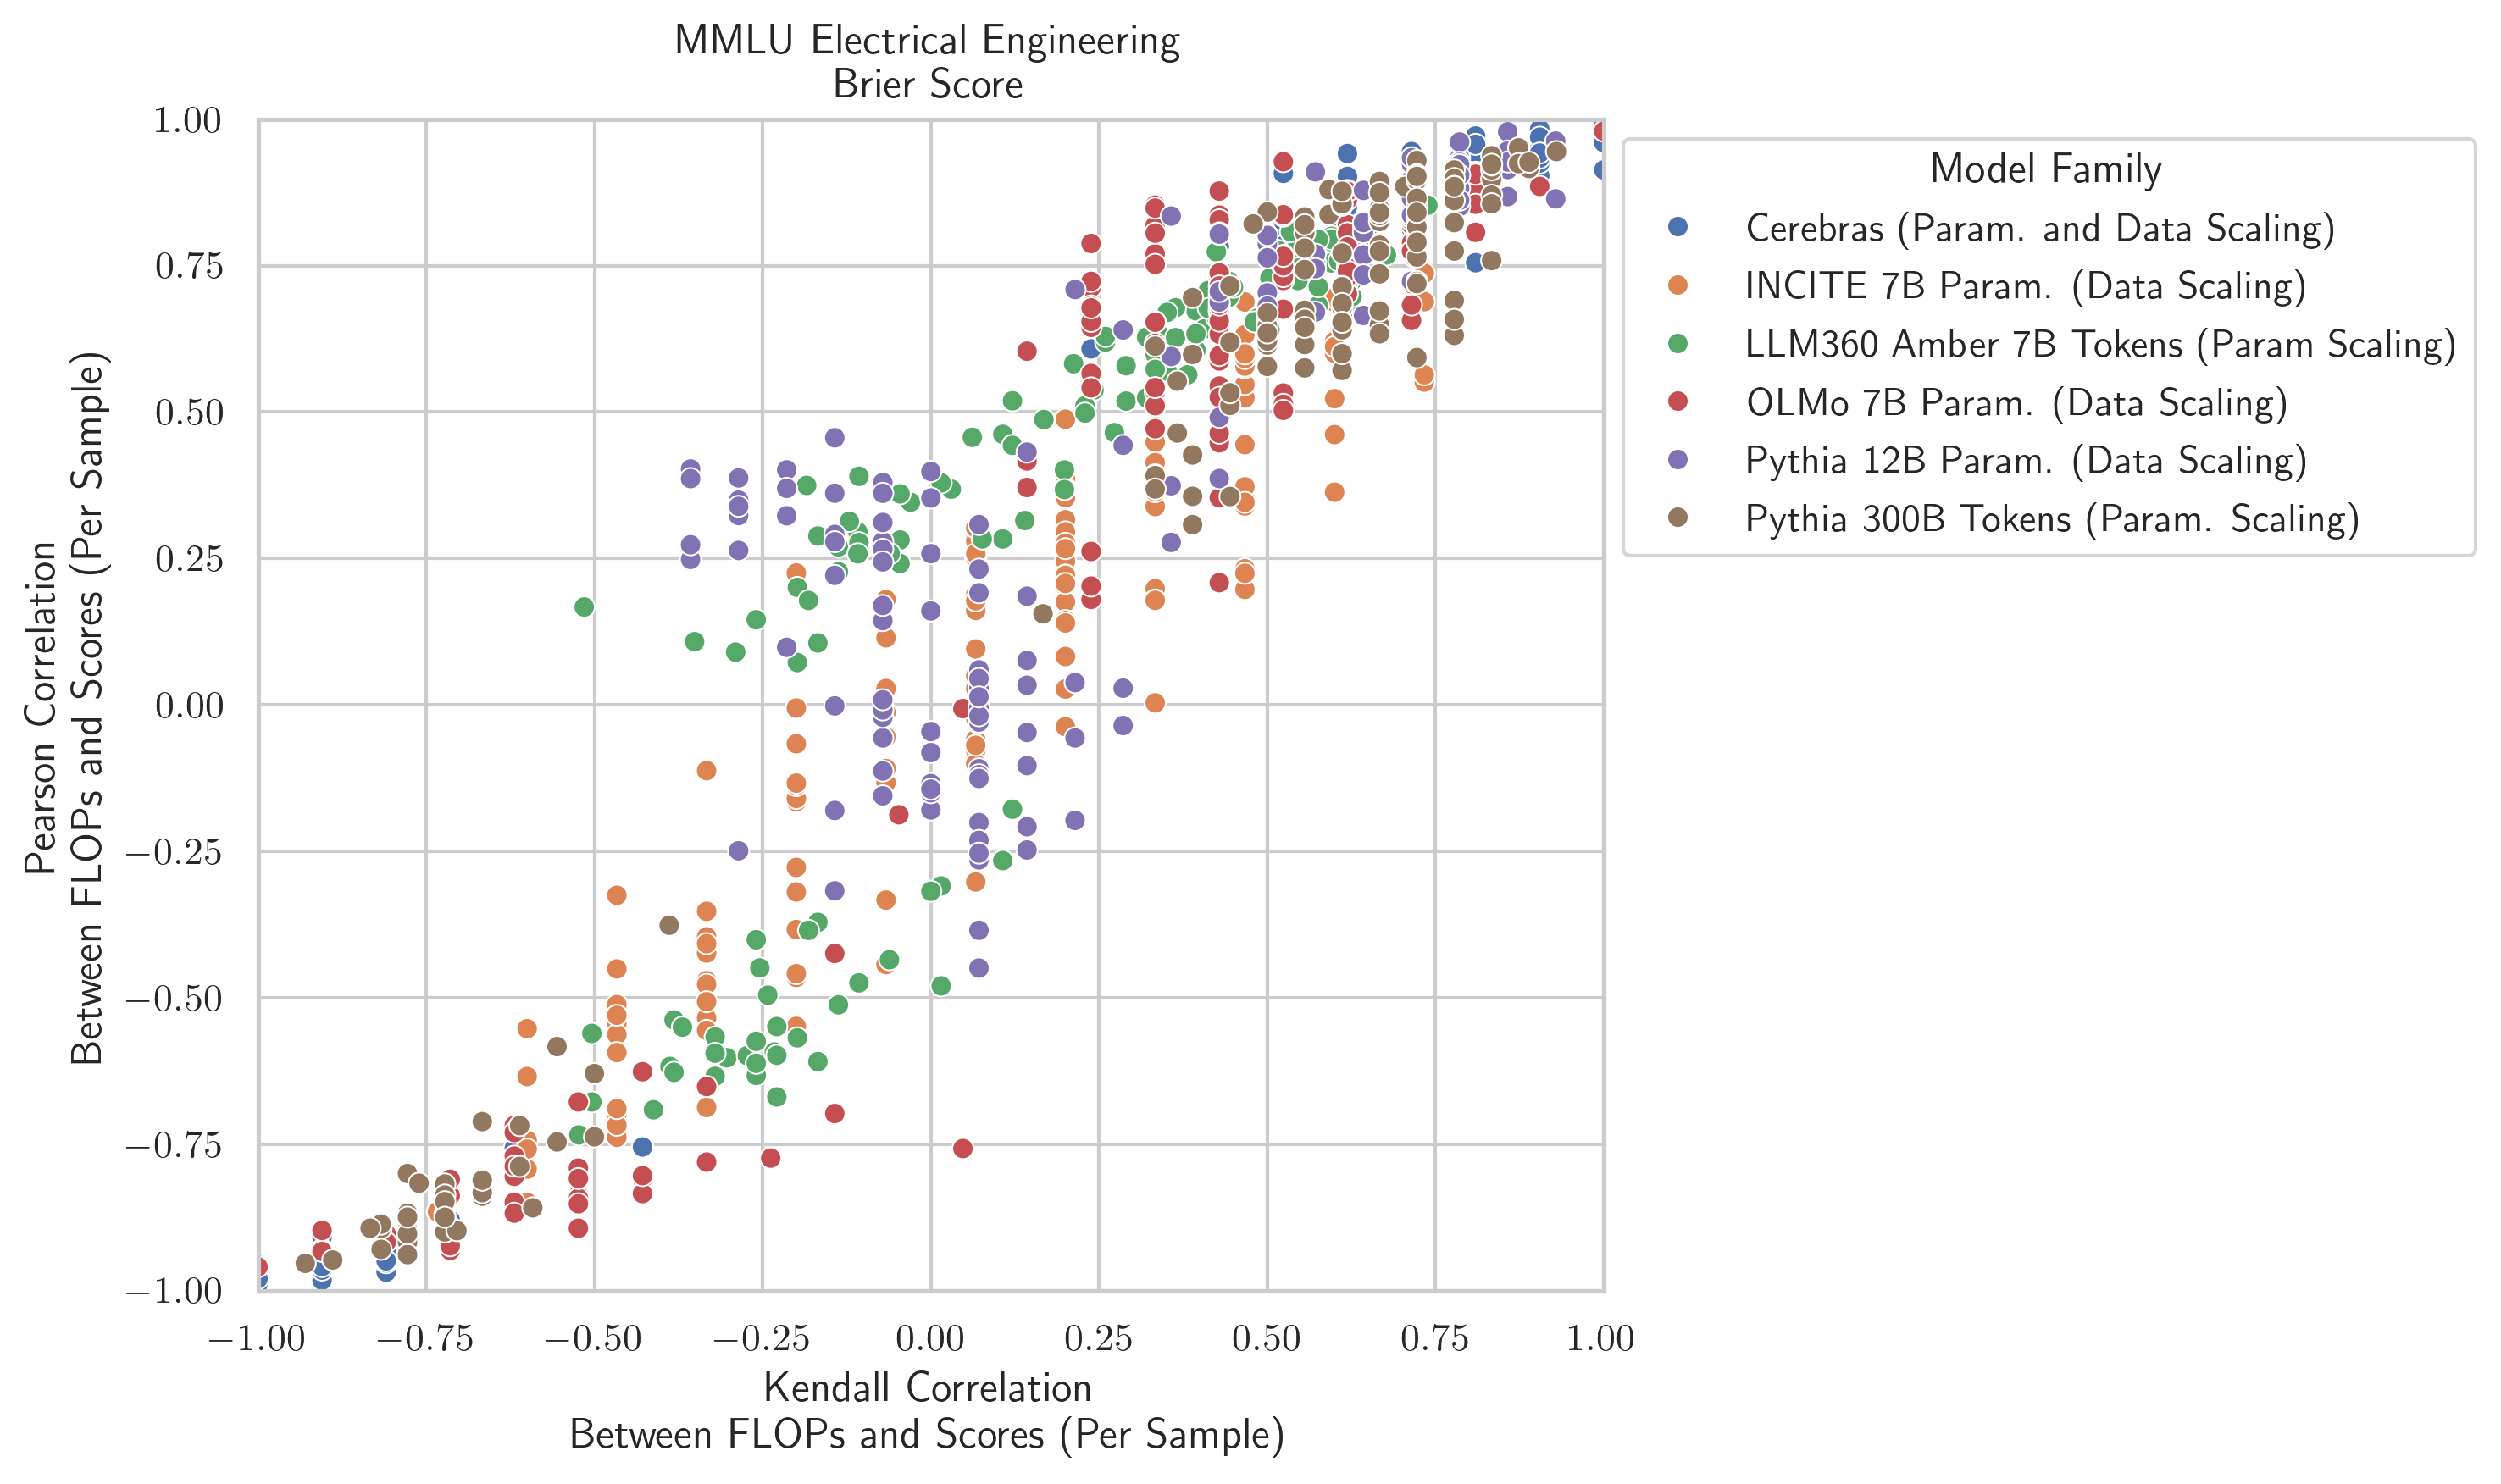 MMLU Electrical Engineering
Brier Score
Pearson Correlation
Between FLOPs and Scores (Per Sample)
1.00
0.75
0.50
0.25
0.00
−0.25
−0.50
−0.75
−1.00
−1.00 −0.75 −0.50 −0.25 0.00 0.25 0.50 0.75 1.00
Kendall Correlation
Between FLOPs and Scores (Per Sample)
Model Family
Cerebras (Param. and Data Scaling)
INCITE 7B Param. (Data Scaling)
LLM360 Amber 7B Tokens (Param Scaling)
OLMo 7B Param. (Data Scaling)
Pythia 12B Param. (Data Scaling)
Pythia 300B Tokens (Param. Scaling)